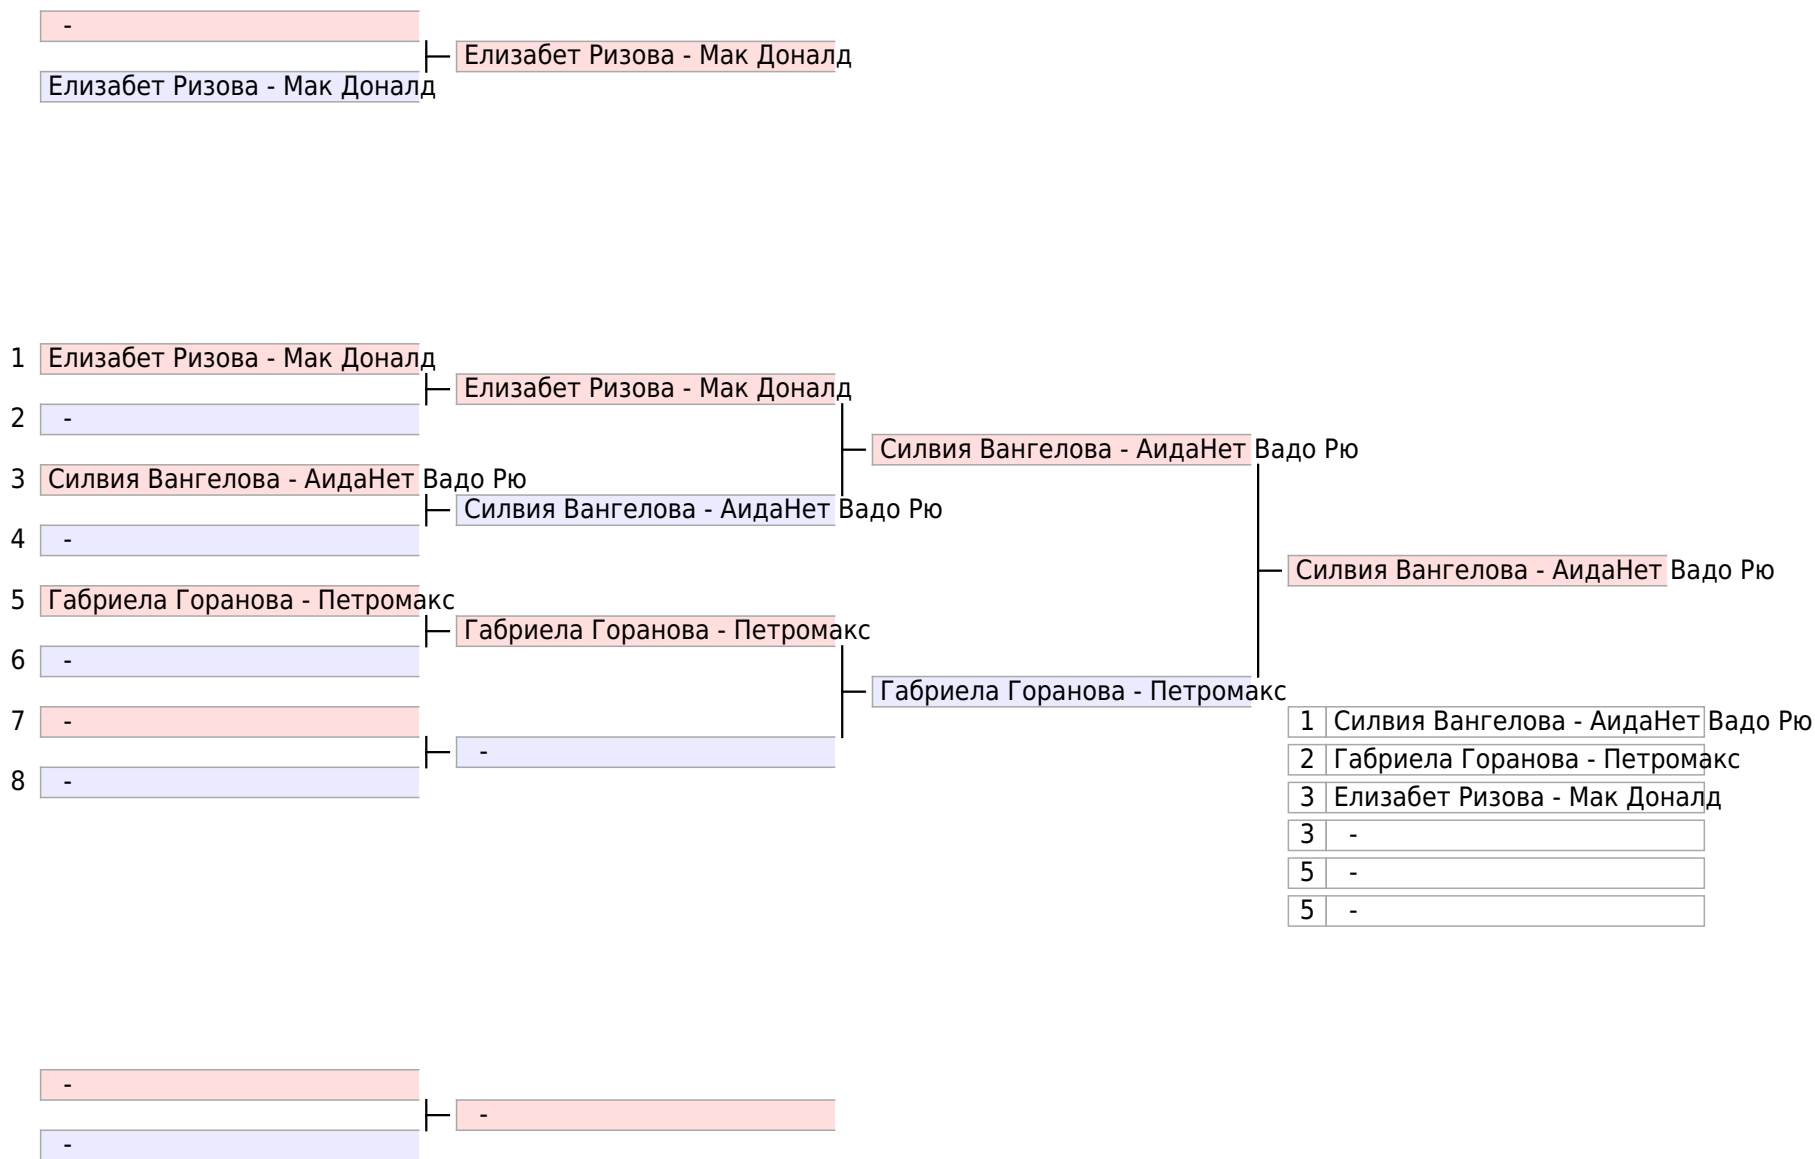 -
Елизабет Ризова - Мак Доналд
Елизабет Ризова - Мак Доналд
1 Елизабет Ризова - Мак Доналд
Елизабет Ризова - Мак Доналд
2 -
Силвия Вангелова - АидаНет Вадо Рю
3 Силвия Вангелова - АидаНет Вадо Рю
Силвия Вангелова - АидаНет Вадо Рю
4 -
Силвия Вангелова - АидаНет Вадо Рю
5 Габриела Горанова - Петромакс
Габриела Горанова - Петромакс
6 -
Габриела Горанова - Петромакс
7 -
1 Силвия Вангелова - АидаНет Вадо Рю
-
2 Габриела Горанова - Петромакс
8 -
3 Елизабет Ризова - Мак Доналд
3 -
5 -
5 -
-
-
-